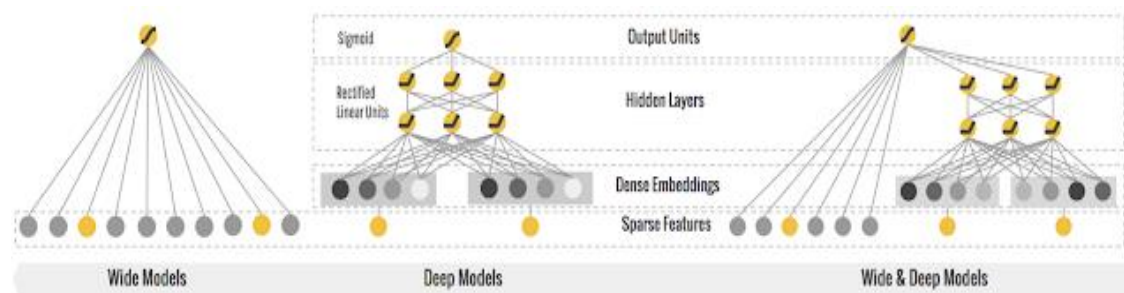 Sigmoid
Output Units
Rectified
Linear Units
Hidden Layers
Dense Embeddings
Sparse Features
Wide Models
Deep Models
Wide & Deep Models